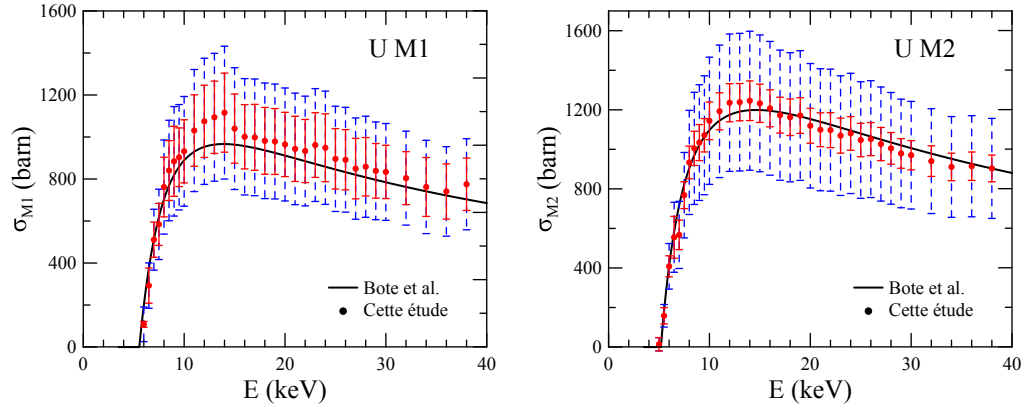 U M1
1600
1200
800
400
0
σM1 (barn)
Bote et al.
Cette étude
0 10 20 30 40
E (keV)
U M2
1600
1200
800
400
0
σM2 (barn)
Bote et al.
Cette étude
0 10 20 30 40
E (keV)